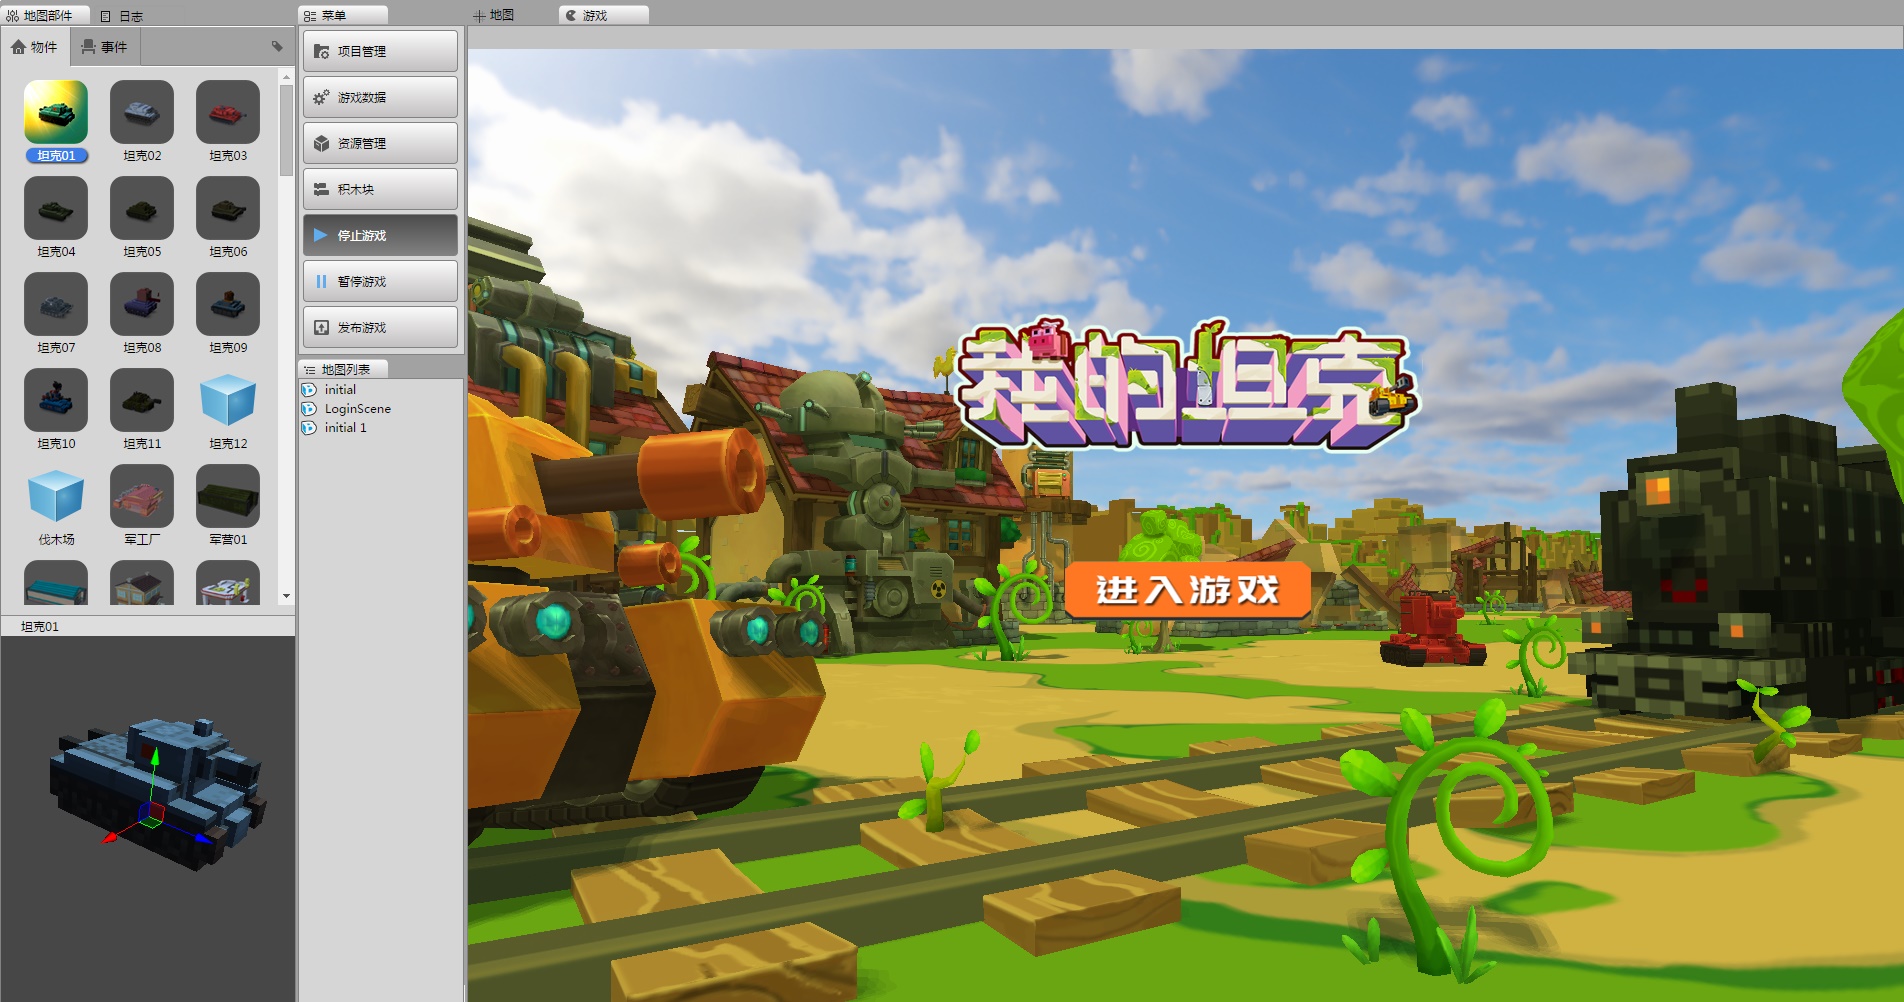 地图部件
日志
物件
事件
坦克01
坦克02
坦克03
坦克04
坦克05
坦克06
坦克07
坦克08
坦克09
坦克10
坦克11
坦克12
伐木场
军工厂
军营01
坦克01
菜单
项目管理
游戏数据
资源管理
积木块
停止游戏
暂停游戏
发布游戏
地图列表
initial
LoginScene
initial 1
地图
游戏
我的坦克
进入游戏